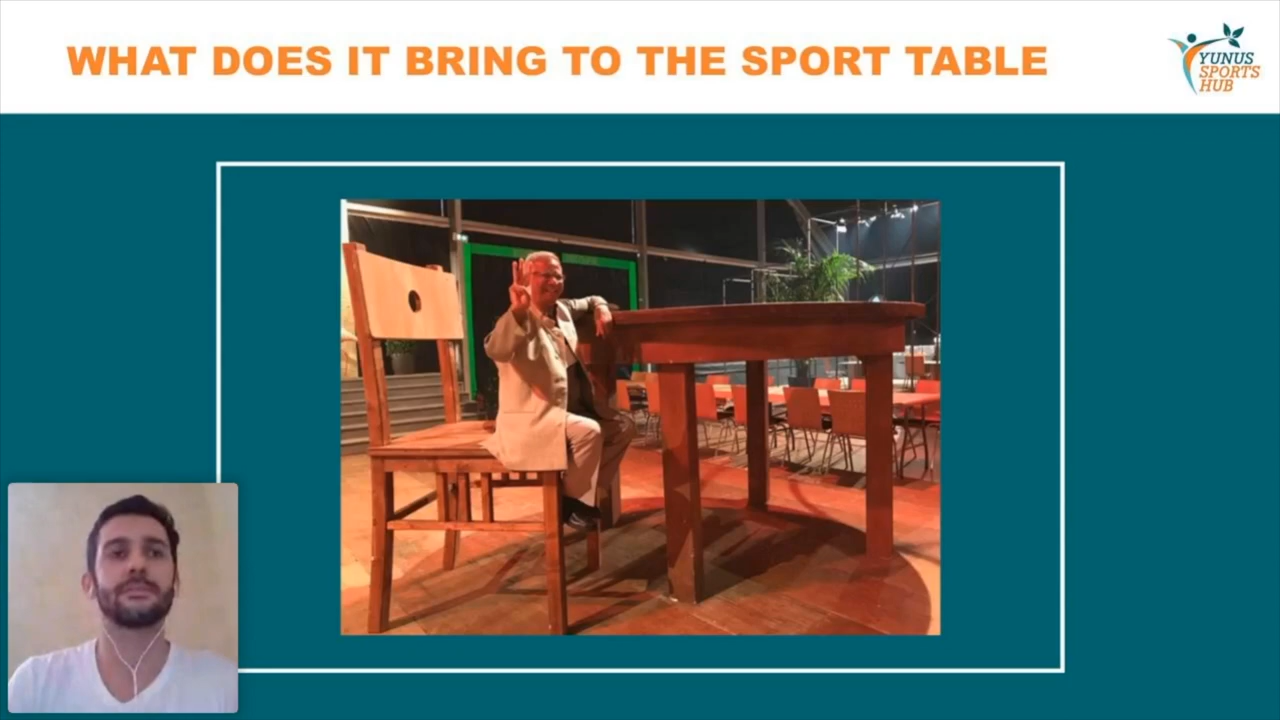 WHAT DOES IT BRING TO THE SPORT TABLE
YUNUS
SPORTS
HUB